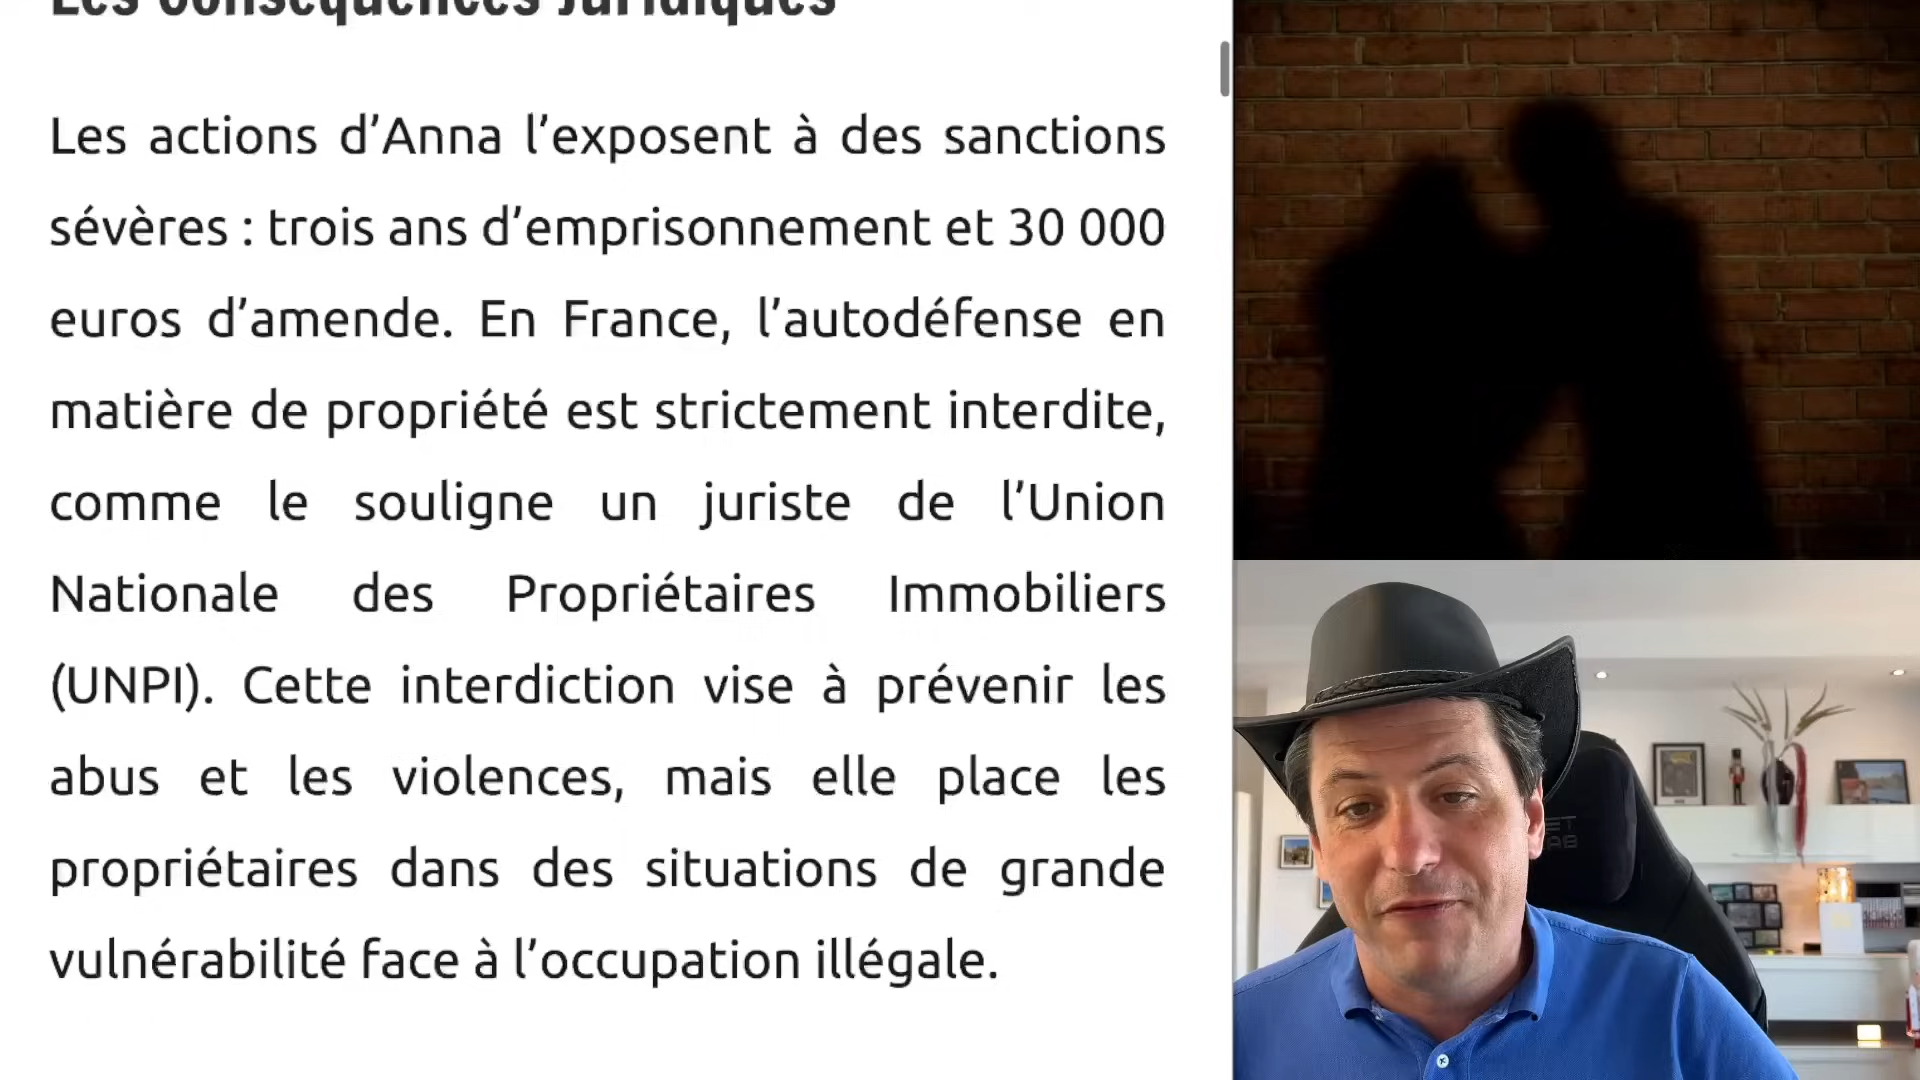 Les conséquences juridiques
Les actions d’Anna l’exposent à des sanctions
sévères : trois ans d’emprisonnement et 30 000
euros d’amende. En France, l’autodéfense en
matière de propriété est strictement interdite,
comme le souligne un juriste de l’Union
Nationale des Propriétaires Immobiliers
(UNPI). Cette interdiction vise à prévenir les
abus et les violences, mais elle place les
propriétaires dans des situations de grande
vulnérabilité face à l’occupation illégale.